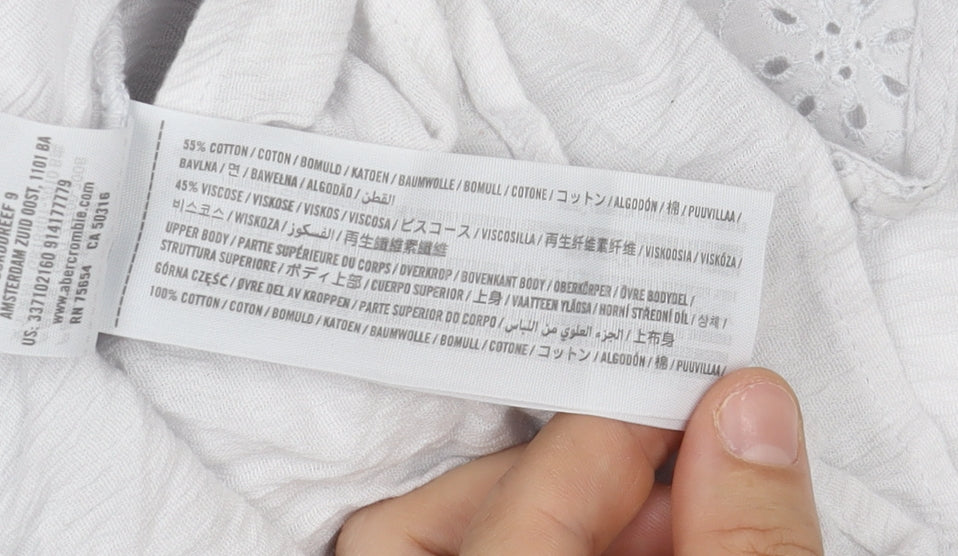 AMSTERDAM ZUID OOST, 1101 BA
US: 337102160 914177779
www.abercrombie.com
RN 75654 CA 50316
55% COTTON / COTON / BOMULD / KATOEN / BAUMWOLLE / BOMULL / COTONE / コットン / ALGODÓN / 棉 / PUUVILLA /
BAVLNA / 면 / BAWEŁNA / ALGODÃO / القطن
45% VISCOSE / VISKOSE / VISKOS / VISCOSA / ビスコース / VISCOSILLA / 再生纤维素纤维 / VISKOOSIA / VISKÓZA /
비스코스 / WISKOZA / الفسكوز / 再生纖維素纖維
UPPER BODY / PARTIE SUPÉRIEURE DU CORPS / OVERKROP / BOVENKANT BODY / OBERKÖRPER / ÖVRE BODYDEL /
STRUTTURA SUPERIORE / ボディ上部 / CUERPO SUPERIOR / 上身 / VAATTEEN YLÄOSA / HORNÍ STŘEDNÍ DÍL / 상체 /
GÓRNA CZĘŚĆ / ØVRE DEL AV KROPPEN / PARTE SUPERIOR DO CORPO / الجزء العلوي من اللباس / 上布身
100% COTTON / COTON / BOMULD / KATOEN / BAUMWOLLE / BOMULL / COTONE / コットン / ALGODÓN / 棉 / PUUVILLA /